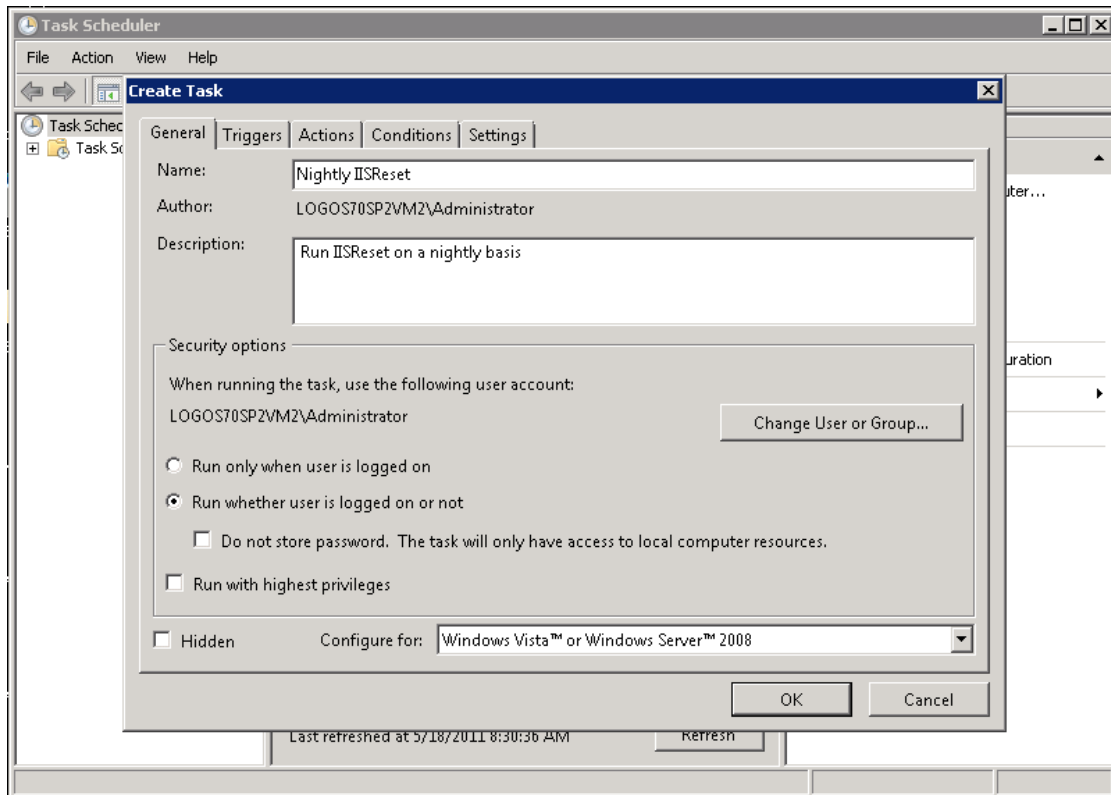 Task Scheduler
File Action View Help
Create Task
Task Sched
Task Sc
General Triggers Actions Conditions Settings
Name: Nightly IISReset
Author: LOGOS70SP2VM2\Administrator
Description: Run IISReset on a nightly basis
uter...
Security options
When running the task, use the following user account:
LOGOS70SP2VM2\Administrator
Change User or Group...
uration
Run only when user is logged on
Run whether user is logged on or not
Do not store password. The task will only have access to local computer resources.
Run with highest privileges
Hidden Configure for: Windows Vista™ or Windows Server™ 2008
OK Cancel
Last refreshed at 5/18/2011 8:30:36 AM Refresh